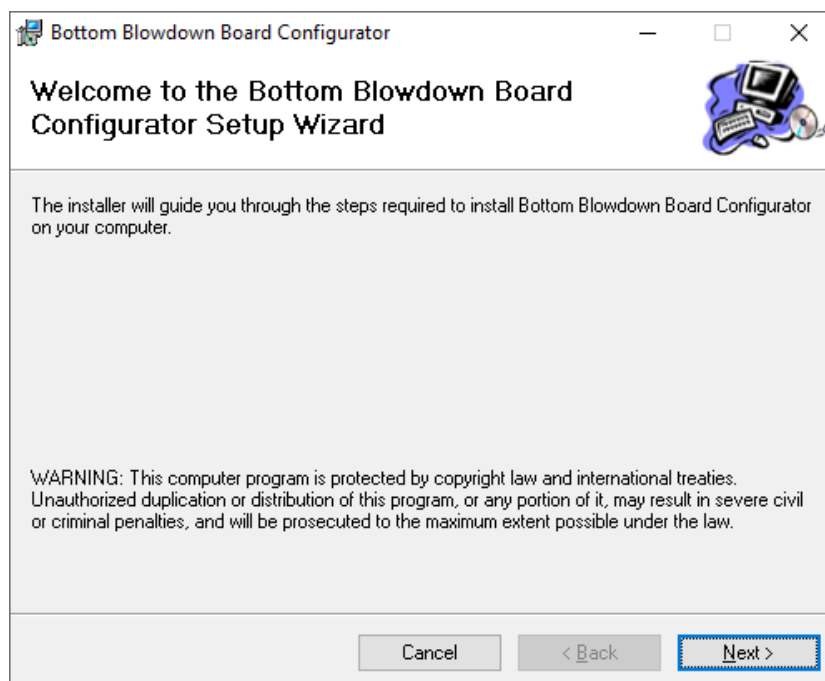 Bottom Blowdown Board Configurator
Welcome to the Bottom Blowdown Board
Configurator Setup Wizard
The installer will guide you through the steps required to install Bottom Blowdown Board Configurator
on your computer.
WARNING: This computer program is protected by copyright law and international treaties.
Unauthorized duplication or distribution of this program, or any portion of it, may result in severe civil
or criminal penalties, and will be prosecuted to the maximum extent possible under the law.
Cancel < Back Next >